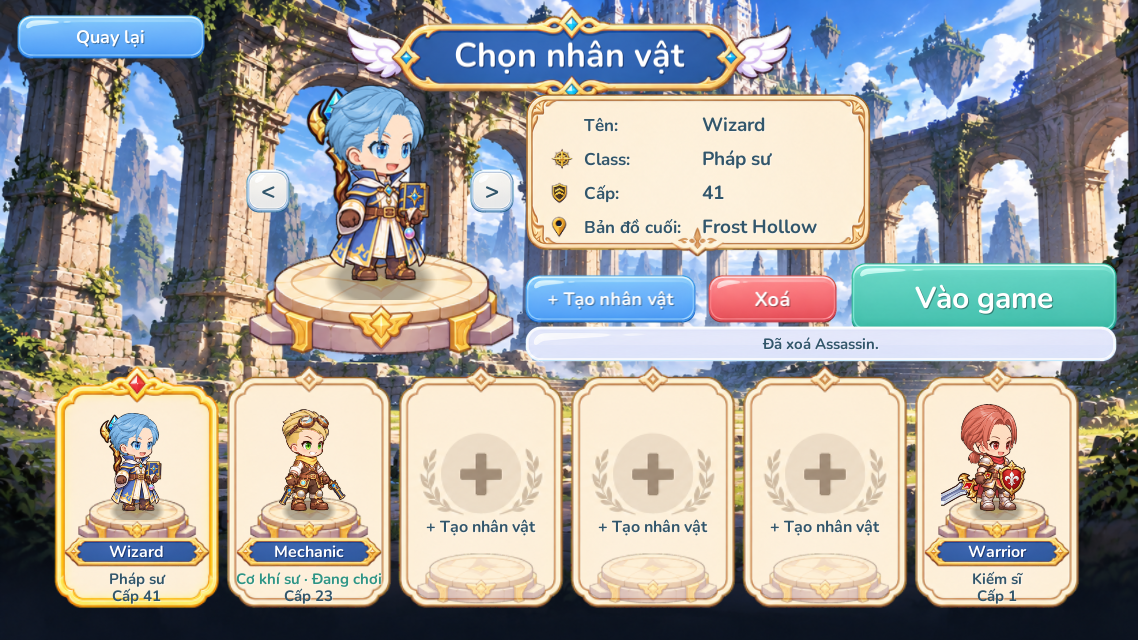 Quay lại
Chọn nhân vật
Tên: Wizard
Class: Pháp sư
Cấp: 41
Bản đồ cuối: Frost Hollow
<
>
+ Tạo nhân vật
Xoá
Vào game
Đã xoá Assassin.
Wizard
Pháp sư
Cấp 41
Mechanic
Cơ khí sư · Đang chơi
Cấp 23
+ Tạo nhân vật
+ Tạo nhân vật
+ Tạo nhân vật
Warrior
Kiếm sĩ
Cấp 1